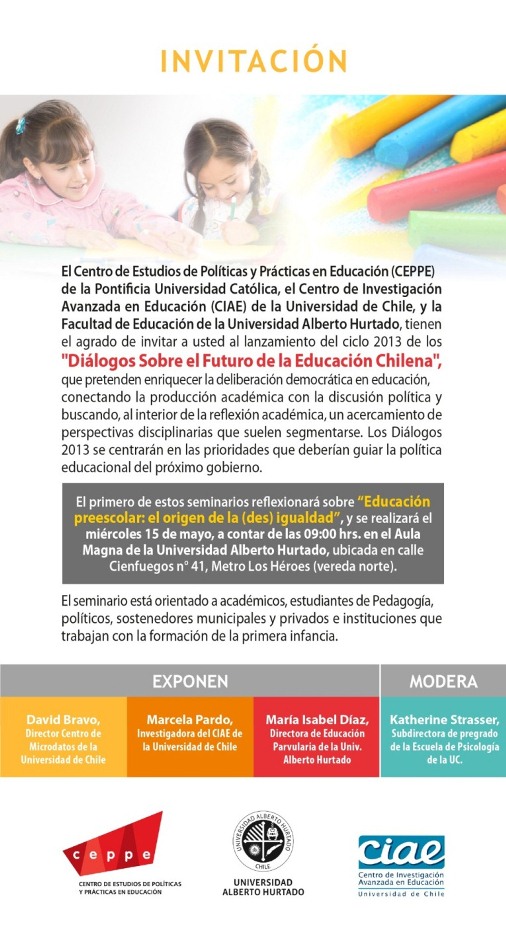 INVITACIÓN
El Centro de Estudios de Políticas y Prácticas en Educación (CEPPE)
de la Pontificia Universidad Católica, el Centro de Investigación
Avanzada en Educación (CIAE) de la Universidad de Chile, y la
Facultad de Educación de la Universidad Alberto Hurtado, tienen
el agrado de invitar a usted al lanzamiento del ciclo 2013 de los
"Diálogos Sobre el Futuro de la Educación Chilena",
que pretenden enriquecer la deliberación democrática en educación,
conectando la producción académica con la discusión política y
buscando, al interior de la reflexión académica, un acercamiento de
perspectivas disciplinarias que suelen segmentarse. Los Diálogos
2013 se centrarán en las prioridades que deberían guiar la política
educacional del próximo gobierno.
El primero de estos seminarios reflexionará sobre “Educación
preescolar: el origen de la (des) igualdad”, y se realizará el
miércoles 15 de mayo, a contar de las 09:00 hrs. en el Aula
Magna de la Universidad Alberto Hurtado, ubicada en calle
Cienfuegos n° 41, Metro Los Héroes (vereda norte).
El seminario está orientado a académicos, estudiantes de Pedagogía,
políticos, sostenedores municipales y privados e instituciones que
trabajan con la formación de la primera infancia.
EXPONEN
MODERA
David Bravo,
Director Centro de
Microdatos de la
Universidad de Chile
Marcela Pardo,
Investigadora del CIAE de
la Universidad de Chile
María Isabel Díaz,
Directora de Educación
Parvularia de la Univ.
Alberto Hurtado
Katherine Strasser,
Subdirectora de pregrado
de la Escuela de Psicología
de la UC.
ceppe
CENTRO DE ESTUDIOS DE POLÍTICAS
Y PRÁCTICAS EN EDUCACIÓN
UNIVERSIDAD ALBERTO HURTADO
CHILE
UNIVERSIDAD
ALBERTO HURTADO
ciae
Centro de Investigación
Avanzada en Educación
Universidad de Chile